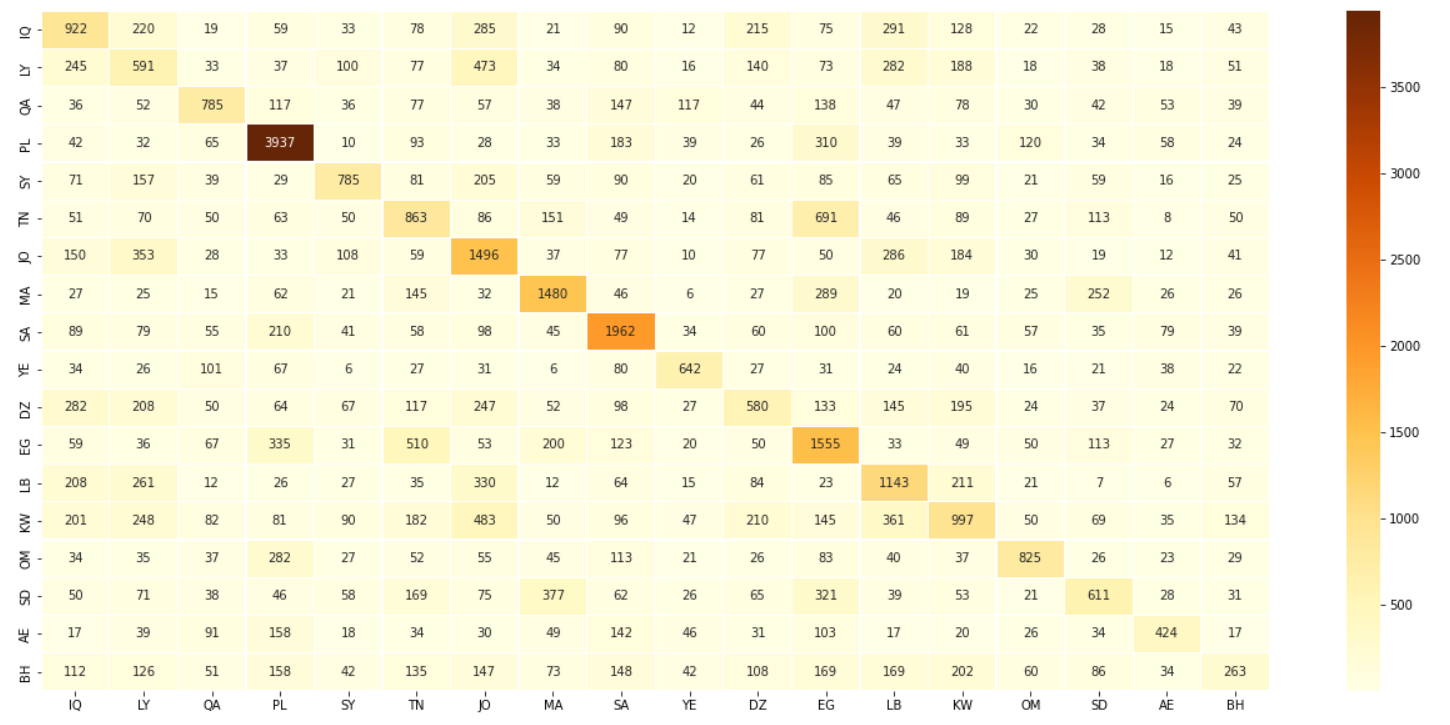 IQ 922 220 19 59 33 78 285 21 90 12 215 75 291 128 22 28 15 43
LY 245 591 33 37 100 77 473 34 80 16 140 73 282 188 18 38 18 51
QA 36 52 785 117 36 77 57 38 147 117 44 138 47 78 30 42 53 39
PL 42 32 65 3937 10 93 28 33 183 39 26 310 39 33 120 34 58 24
SY 71 157 39 29 785 81 205 59 90 20 61 85 65 99 21 59 16 25
TN 51 70 50 63 50 863 86 151 49 14 81 691 46 89 27 113 8 50
JO 150 353 28 33 108 59 1496 37 77 10 77 50 286 184 30 19 12 41
MA 27 25 15 62 21 145 32 1480 46 6 27 289 20 19 25 252 26 26
SA 89 79 55 210 41 58 98 45 1962 34 60 100 60 61 57 35 79 39
YE 34 26 101 67 6 27 31 6 80 642 27 31 24 40 16 21 38 22
DZ 282 208 50 64 67 117 247 52 98 27 580 133 145 195 24 37 24 70
EG 59 36 67 335 31 510 53 200 123 20 50 1555 33 49 50 113 27 32
LB 208 261 12 26 27 35 330 12 64 15 84 23 1143 211 21 7 6 57
KW 201 248 82 81 90 182 483 50 96 47 210 145 361 997 50 69 35 134
OM 34 35 37 282 27 52 55 45 113 21 26 83 40 37 825 26 23 29
SD 50 71 38 46 58 169 75 377 62 26 65 321 39 53 21 611 28 31
AE 17 39 91 158 18 34 30 49 142 46 31 103 17 20 26 34 424 17
BH 112 126 51 158 42 135 147 73 148 42 108 169 169 202 60 86 34 263
IQ LY QA PL SY TN JO MA SA YE DZ EG LB KW OM SD AE BH
3500
3000
2500
2000
1500
1000
500